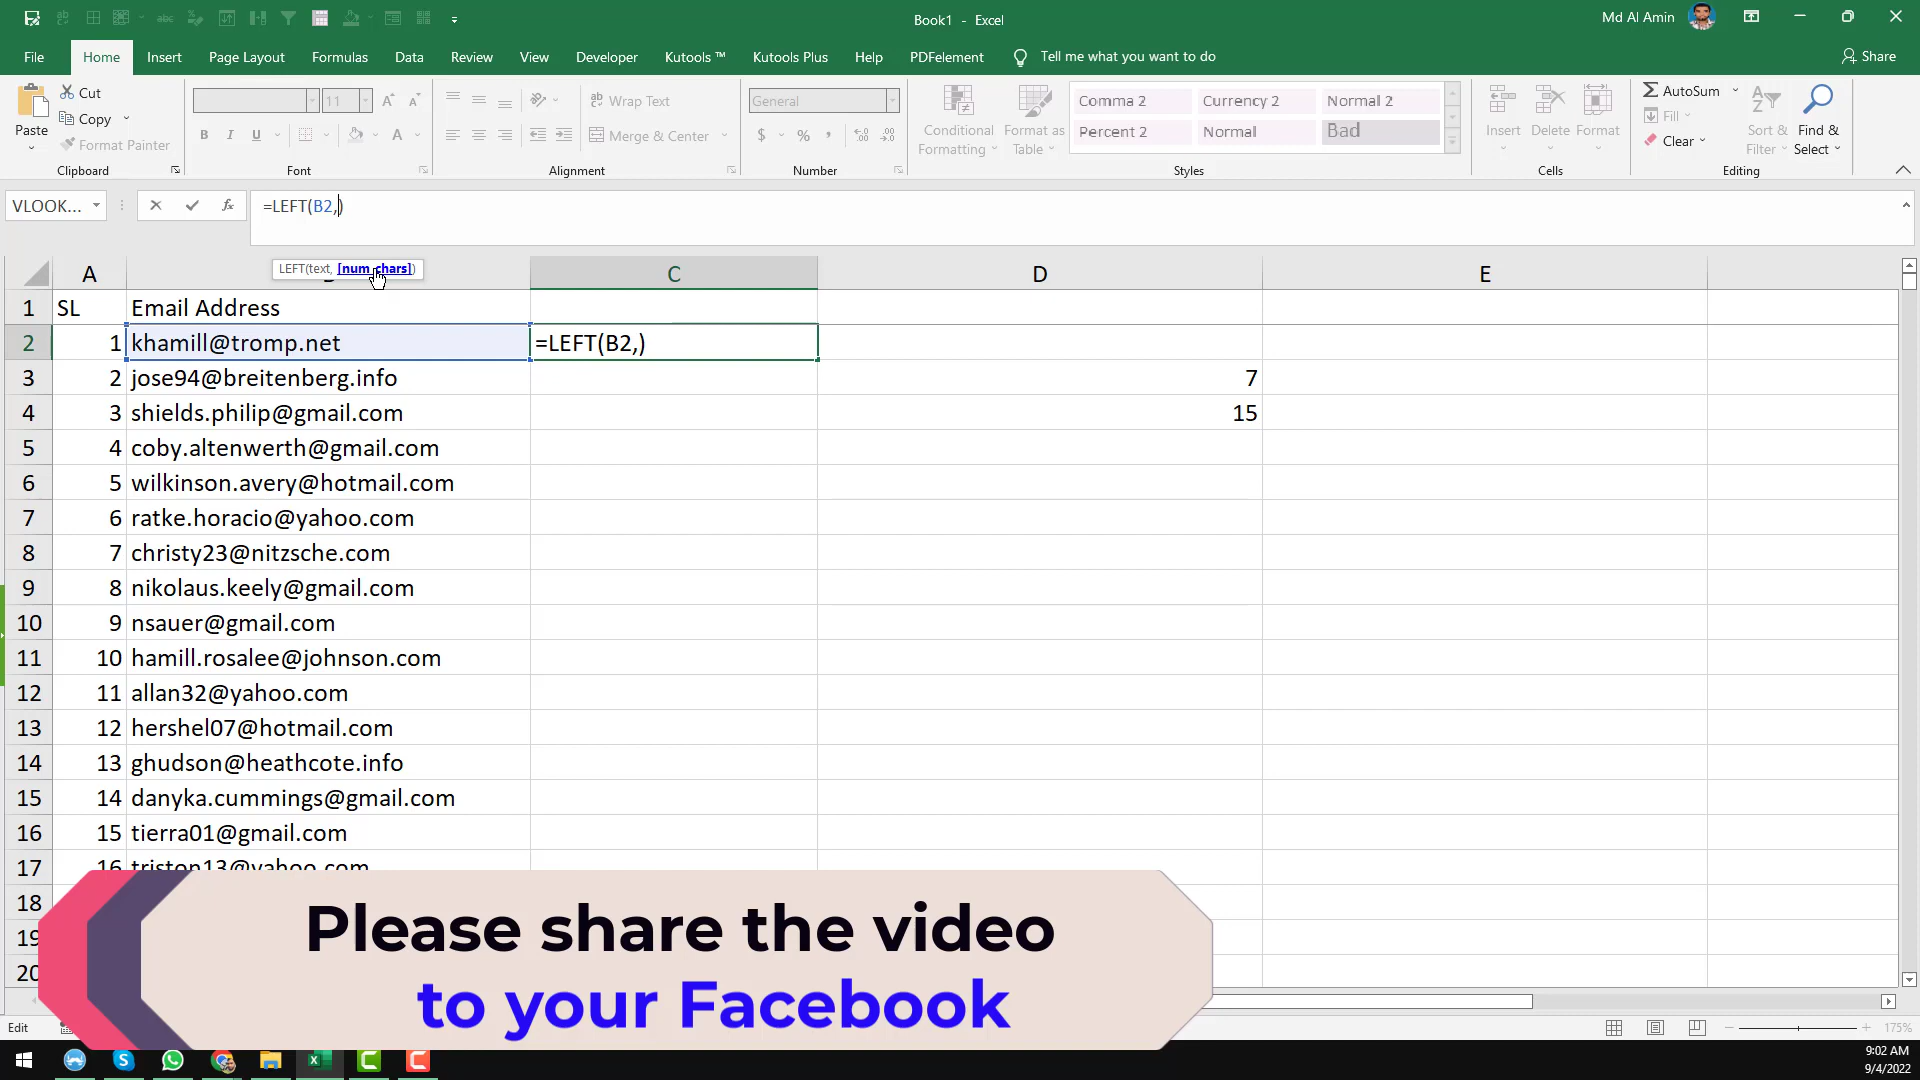 Book1 - Excel
Md Al Amin
File Home Insert Page Layout Formulas Data Review View Developer Kutools ™ Kutools Plus Help PDFelement Tell me what you want to do Share
Paste
Cut
Copy
Format Painter
Clipboard
11
B I U
Font
Wrap Text
Merge & Center
Alignment
General
$ % ,
Number
Conditional Formatting
Format as Table
Comma 2 Currency 2 Normal 2
Percent 2 Normal Bad
Styles
Insert Delete Format
Cells
AutoSum
Fill
Clear
Sort & Filter
Find & Select
Editing
VLOOK...
fx
=LEFT(B2,)
LEFT(text, [num_chars])
A C D E
1 SL Email Address
2 1 khamill@tromp.net =LEFT(B2,)
3 2 jose94@breitenberg.info 7
4 3 shields.philip@gmail.com 15
5 4 coby.altenwerth@gmail.com
6 5 wilkinson.avery@hotmail.com
7 6 ratke.horacio@yahoo.com
8 7 christy23@nitzsche.com
9 8 nikolaus.keely@gmail.com
10 9 nsauer@gmail.com
11 10 hamill.rosalee@johnson.com
12 11 allan32@yahoo.com
13 12 hershel07@hotmail.com
14 13 ghudson@heathcote.info
15 14 danyka.cummings@gmail.com
16 15 tierra01@gmail.com
17 16 triston13@yahoo.com
18
19
20
Please share the video
to your Facebook
Edit
175%
9:02 AM
9/4/2022